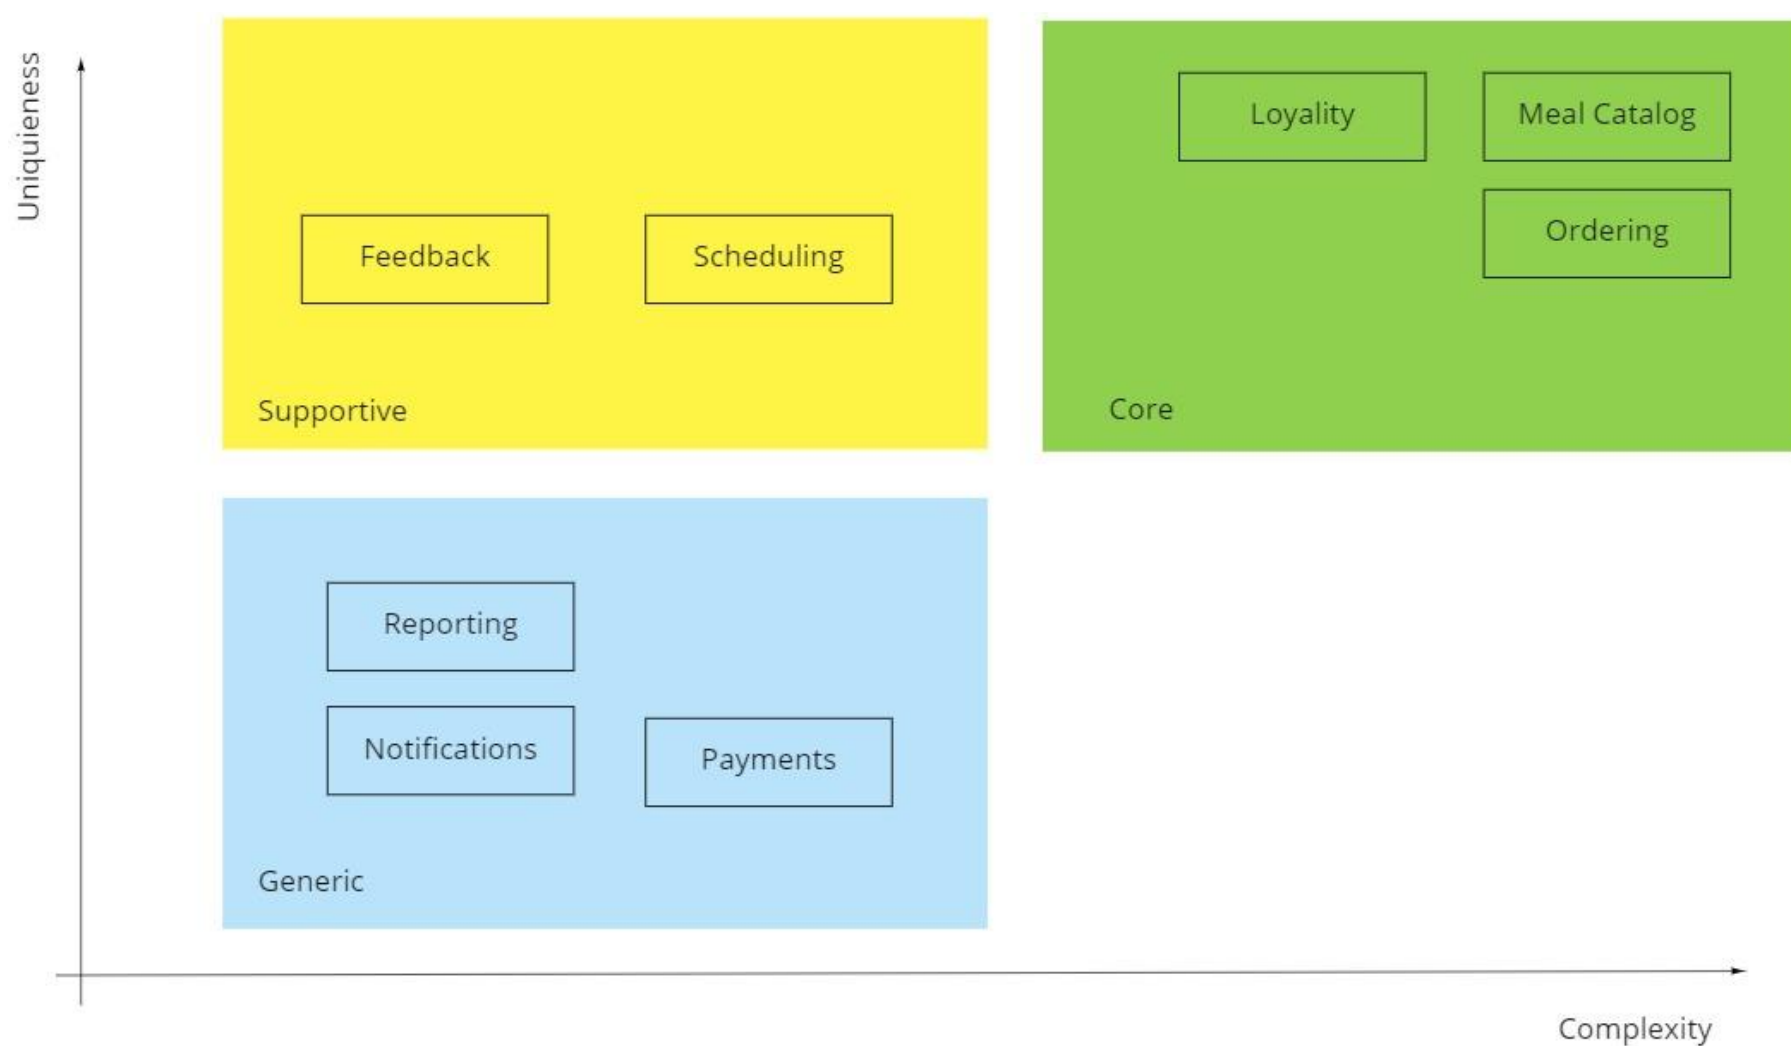 Uniquieness
Loyality
Meal Catalog
Ordering
Feedback
Scheduling
Supportive
Core
Reporting
Notifications
Payments
Generic
Complexity